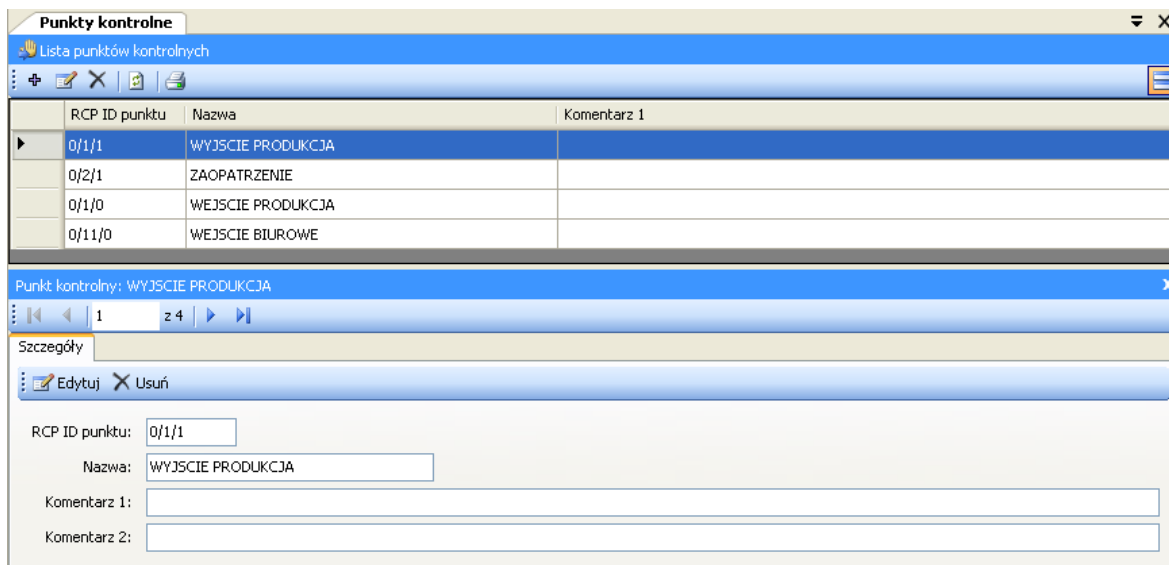 Punkty kontrolne
Lista punktów kontrolnych
RCP ID punktu Nazwa Komentarz 1
0/1/1 WYJSCIE PRODUKCJA
0/2/1 ZAOPATRZENIE
0/1/0 WEJSCIE PRODUKCJA
0/11/0 WEJSCIE BIUROWE
Punkt kontrolny: WYJSCIE PRODUKCJA
1 z 4
Szczegóły
Edytuj Usuń
RCP ID punktu: 0/1/1
Nazwa: WYJSCIE PRODUKCJA
Komentarz 1:
Komentarz 2: